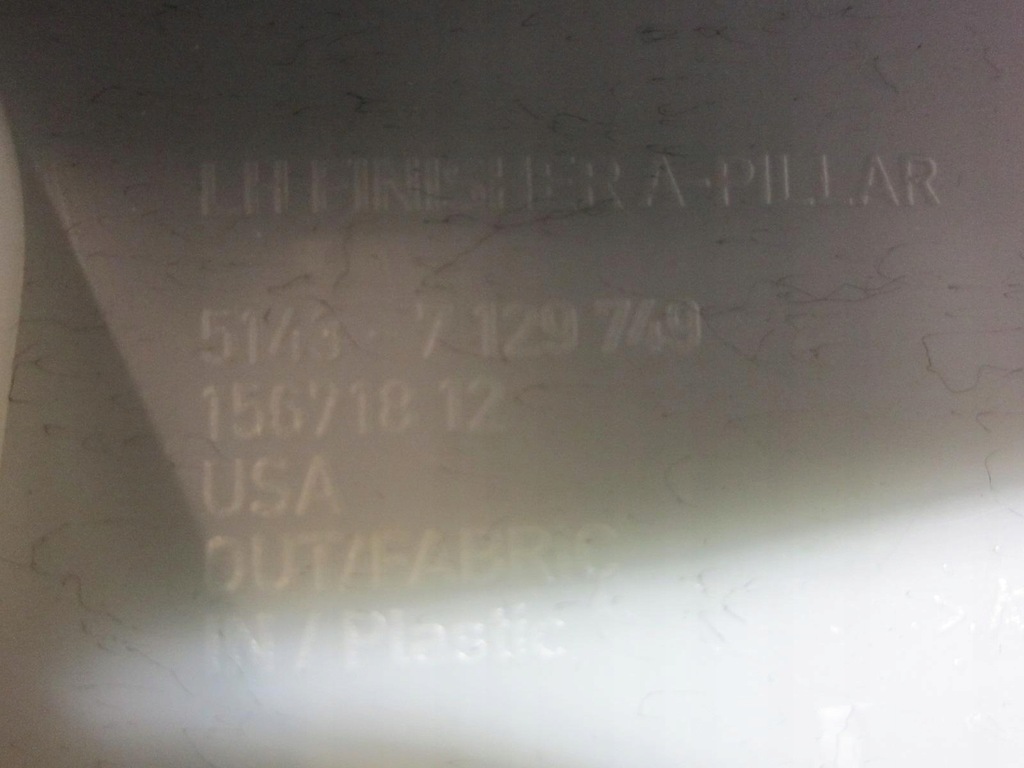 LH FINISHER A-PILLAR
5143 - 7 129 749
156718 12
USA
OUT/FABRIC
IN / Plastic